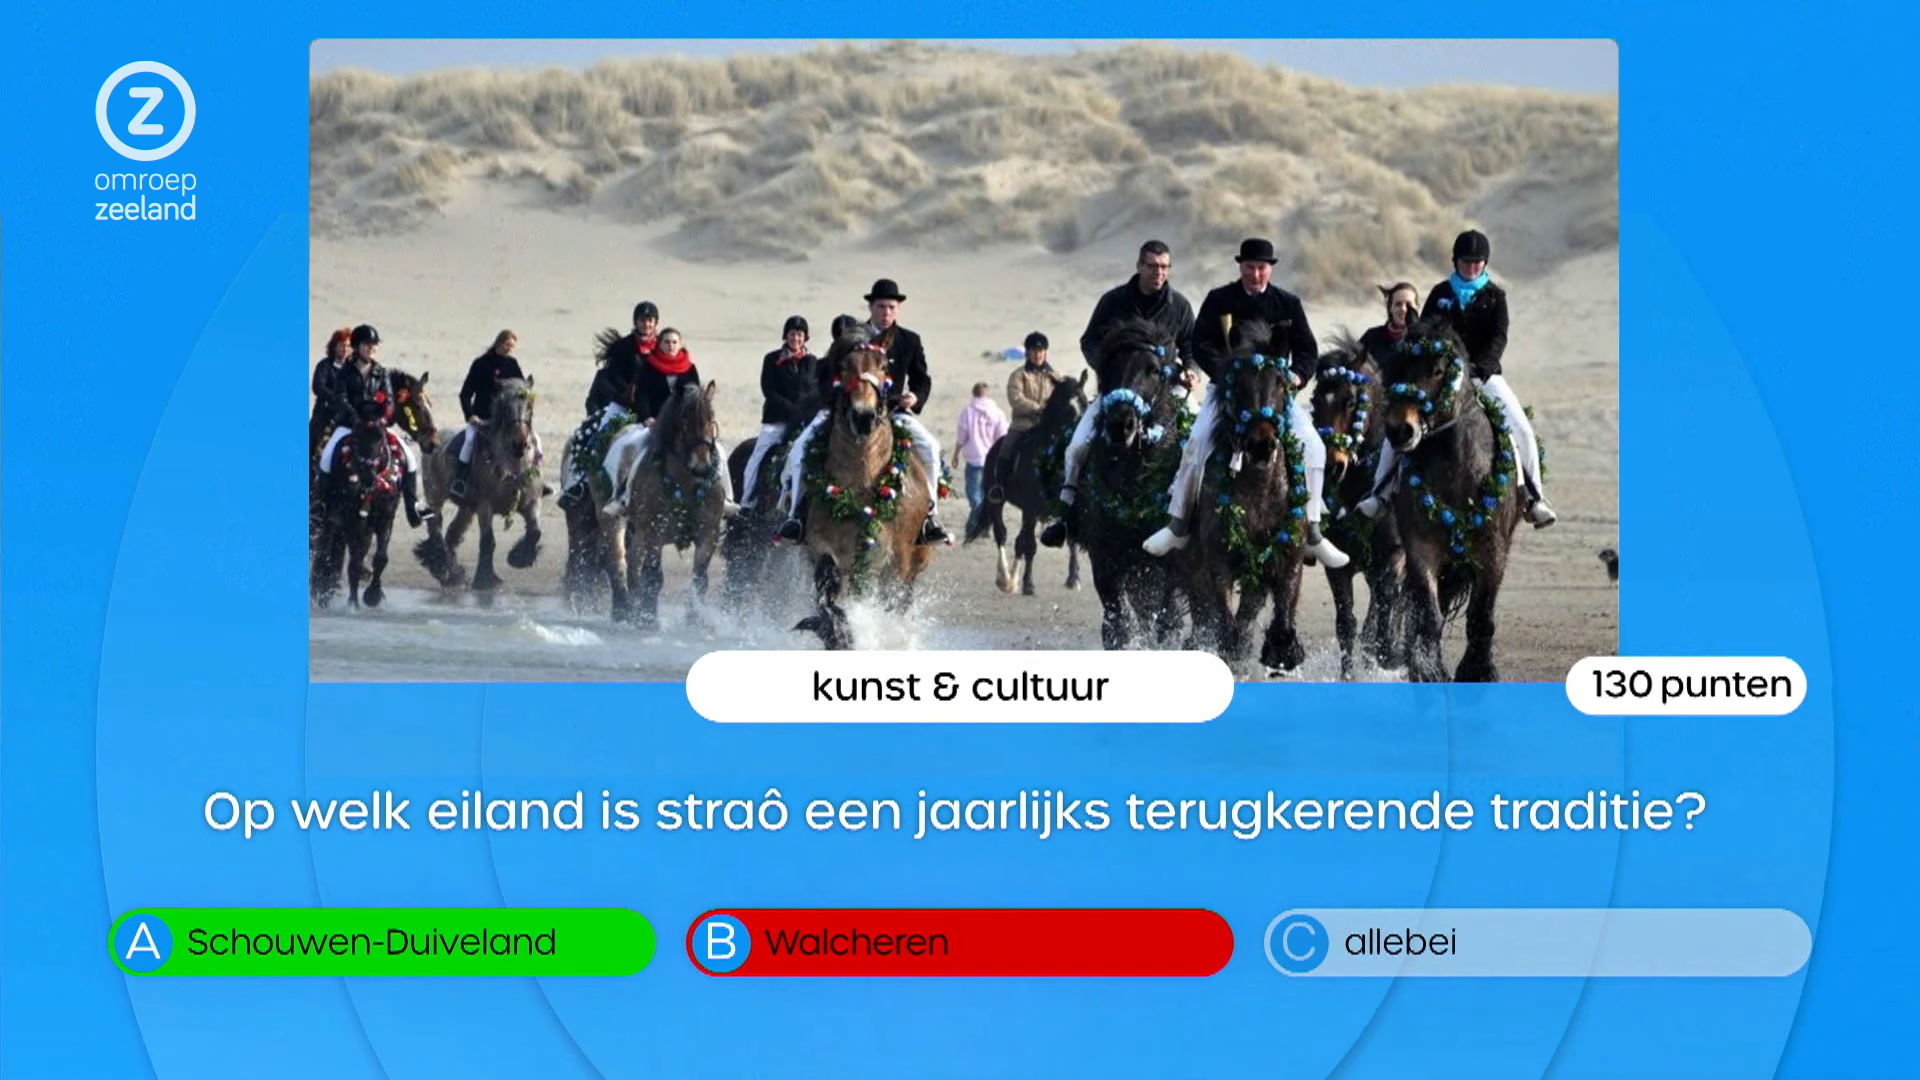 Z
omroep
zeeland
kunst & cultuur
130 punten
Op welk eiland is straô een jaarlijks terugkerende traditie?
A Schouwen-Duiveland
B Walcheren
C allebei